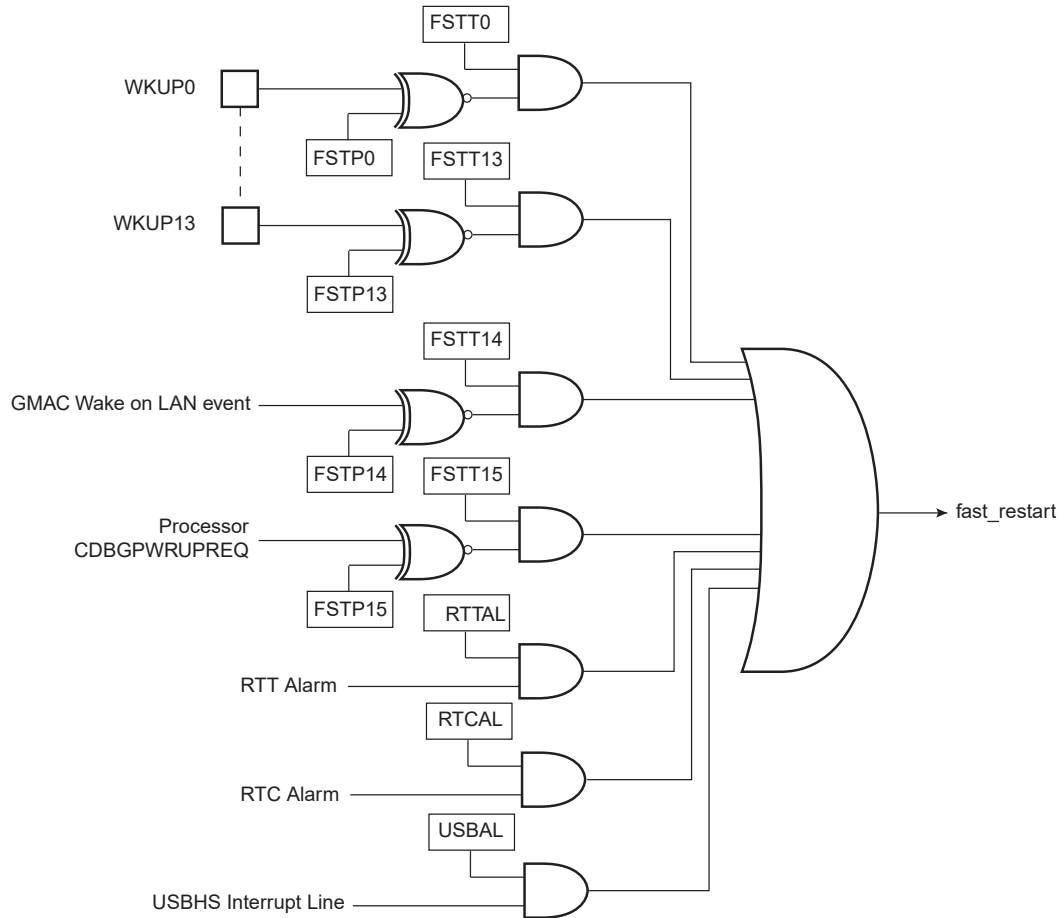 FSTT0
WKUP0
FSTP0
FSTT13
WKUP13
FSTP13
FSTT14
GMAC Wake on LAN event
FSTP14
FSTT15
Processor
CDBGPWRUPREQ
fast_restart
FSTP15
RTTAL
RTT Alarm
RTCAL
RTC Alarm
USBAL
USBHS Interrupt Line